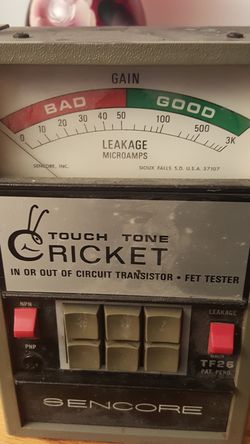 GAIN
BAD GOOD
0 10 20 30 40 50 100 500 3K
LEAKAGE
MICROAMPS
SENCORE, INC. SIOUX FALLS S.D. U.S.A. 57107
TOUCH TONE
CRICKET
IN OR OUT OF CIRCUIT TRANSISTOR • FET TESTER
NPN
PNP
LEAKAGE
TF26
PAT. PEND.
SENCORE